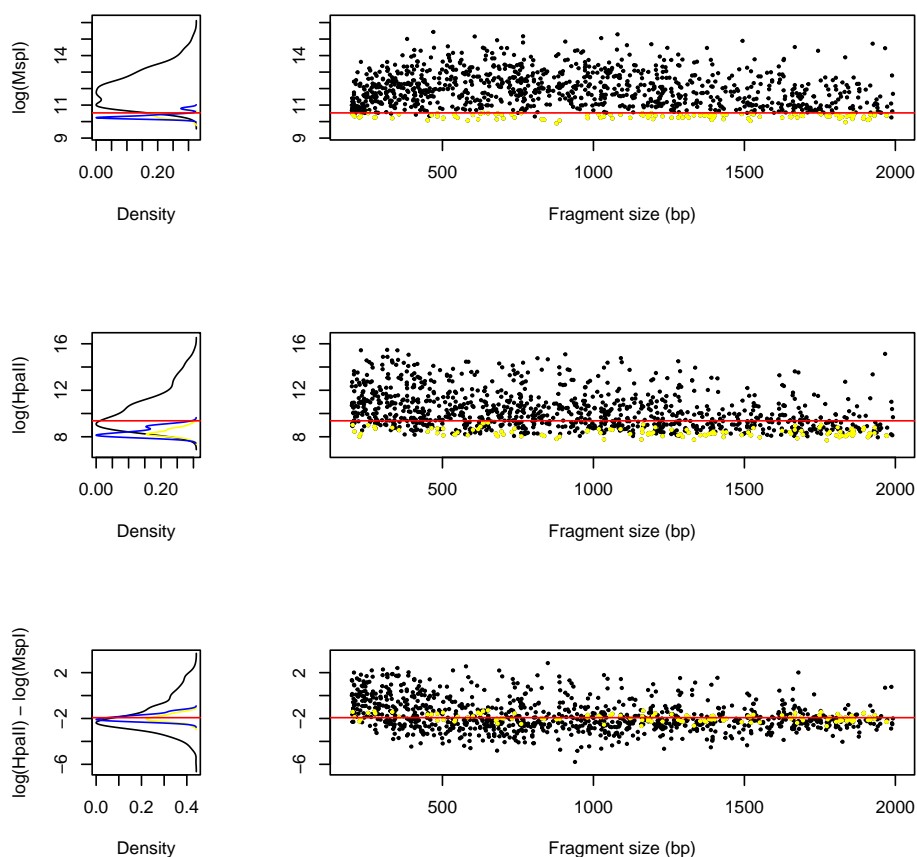 log(MspI)
9 11 14
0.00 0.20
Density
500 1000 1500 2000
Fragment size (bp)
log(HpaII)
8 12 16
0.00 0.20
Density
8 12 16
500 1000 1500 2000
Fragment size (bp)
log(HpaII) − log(MspI)
−6 −2 2
0.0 0.2 0.4
Density
−6 −2 2
500 1000 1500 2000
Fragment size (bp)
log(MspI)
9 11 14